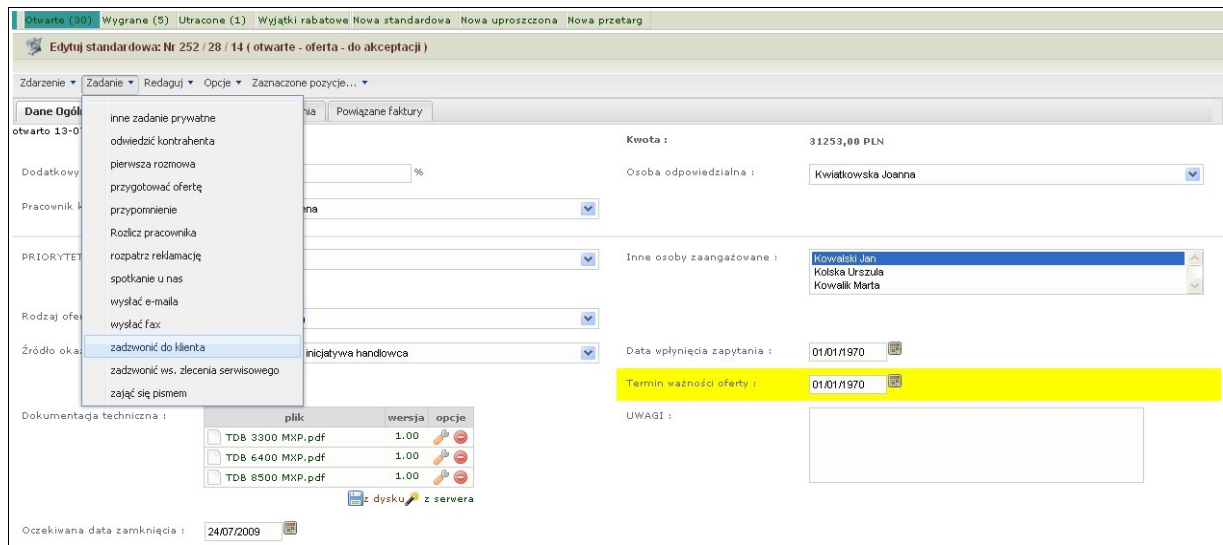 Otwarte (30) Wygrane (5) Utracone (1) Wyjątki rabatowe Nowa standardowa Nowa uproszczona Nowa przetarg
Edytuj standardowa: Nr 252 / 28 / 14 ( otwarte - oferta - do akceptacji )
Zdarzenie Zadanie Redaguj Opcje Zaznaczone pozycje...
Dane Ogól nia Powiązane faktury
otwarto 13-0
Kwota : 31253,00 PLN
Dodatkowy % Osoba odpowiedzialna : Kwiatkowska Joanna
Pracownik k ena
PRIORYTET Inne osoby zaangażowane : Kowalski Jan
Kolska Urszula
Kowalik Marta
Rodzaj ofer
Źródło oka inicjatywa handlowca Data wpłynięcia zapytania : 01/01/1970
Termin ważności oferty : 01/01/1970
inne zadanie prywatne
odwiedzić kontrahenta
pierwsza rozmowa
przygotować ofertę
przypomnienie
Rozlicz pracownika
rozpatrz reklamację
spotkanie u nas
wysłać e-maila
wysłać fax
zadzwonić do klienta
zadzwonić ws. zlecenia serwisowego
zająć się pismem
Dokumentacja techniczna : plik wersja opcje UWAGI :
TDB 3300 MXP.pdf 1.00
TDB 6400 MXP.pdf 1.00
TDB 8500 MXP.pdf 1.00
z dysku z serwera
Oczekiwana data zamknięcia : 24/07/2009